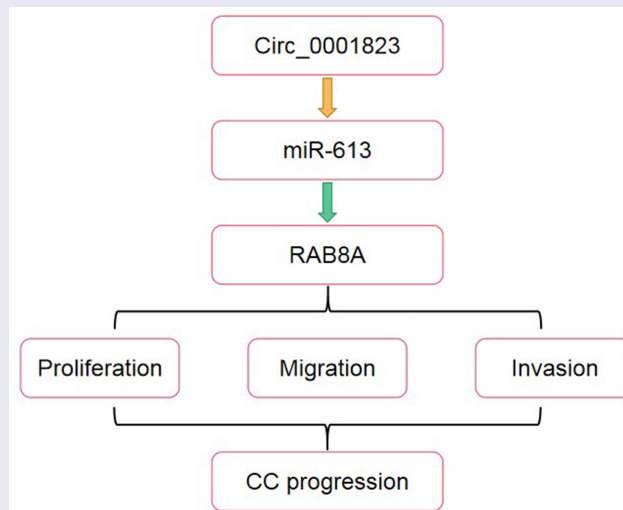 Circ_0001823
miR-613
RAB8A
Proliferation
Migration
Invasion
CC progression